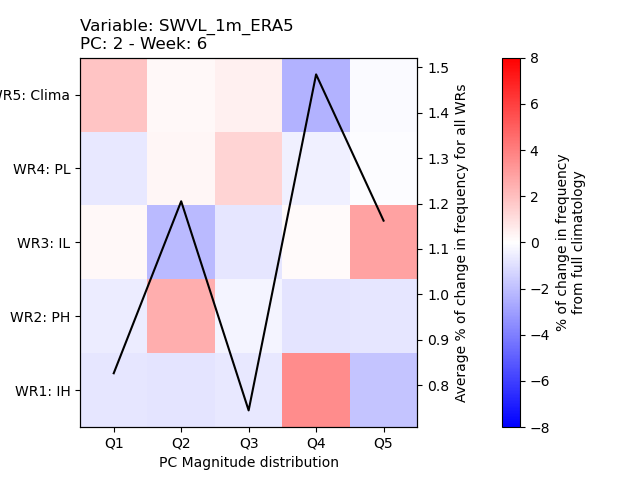 Variable: SWVL_1m_ERA5
PC: 2 - Week: 6
WR5: Clima
WR4: PL
WR3: IL
WR2: PH
WR1: IH
Q1 Q2 Q3 Q4 Q5
PC Magnitude distribution
1.5
1.4
1.3
1.2
1.1
1.0
0.9
0.8
Average % of change in frequency for all WRs
8
6
4
2
0
−2
−4
−6
−8
% of change in frequency
from full climatology